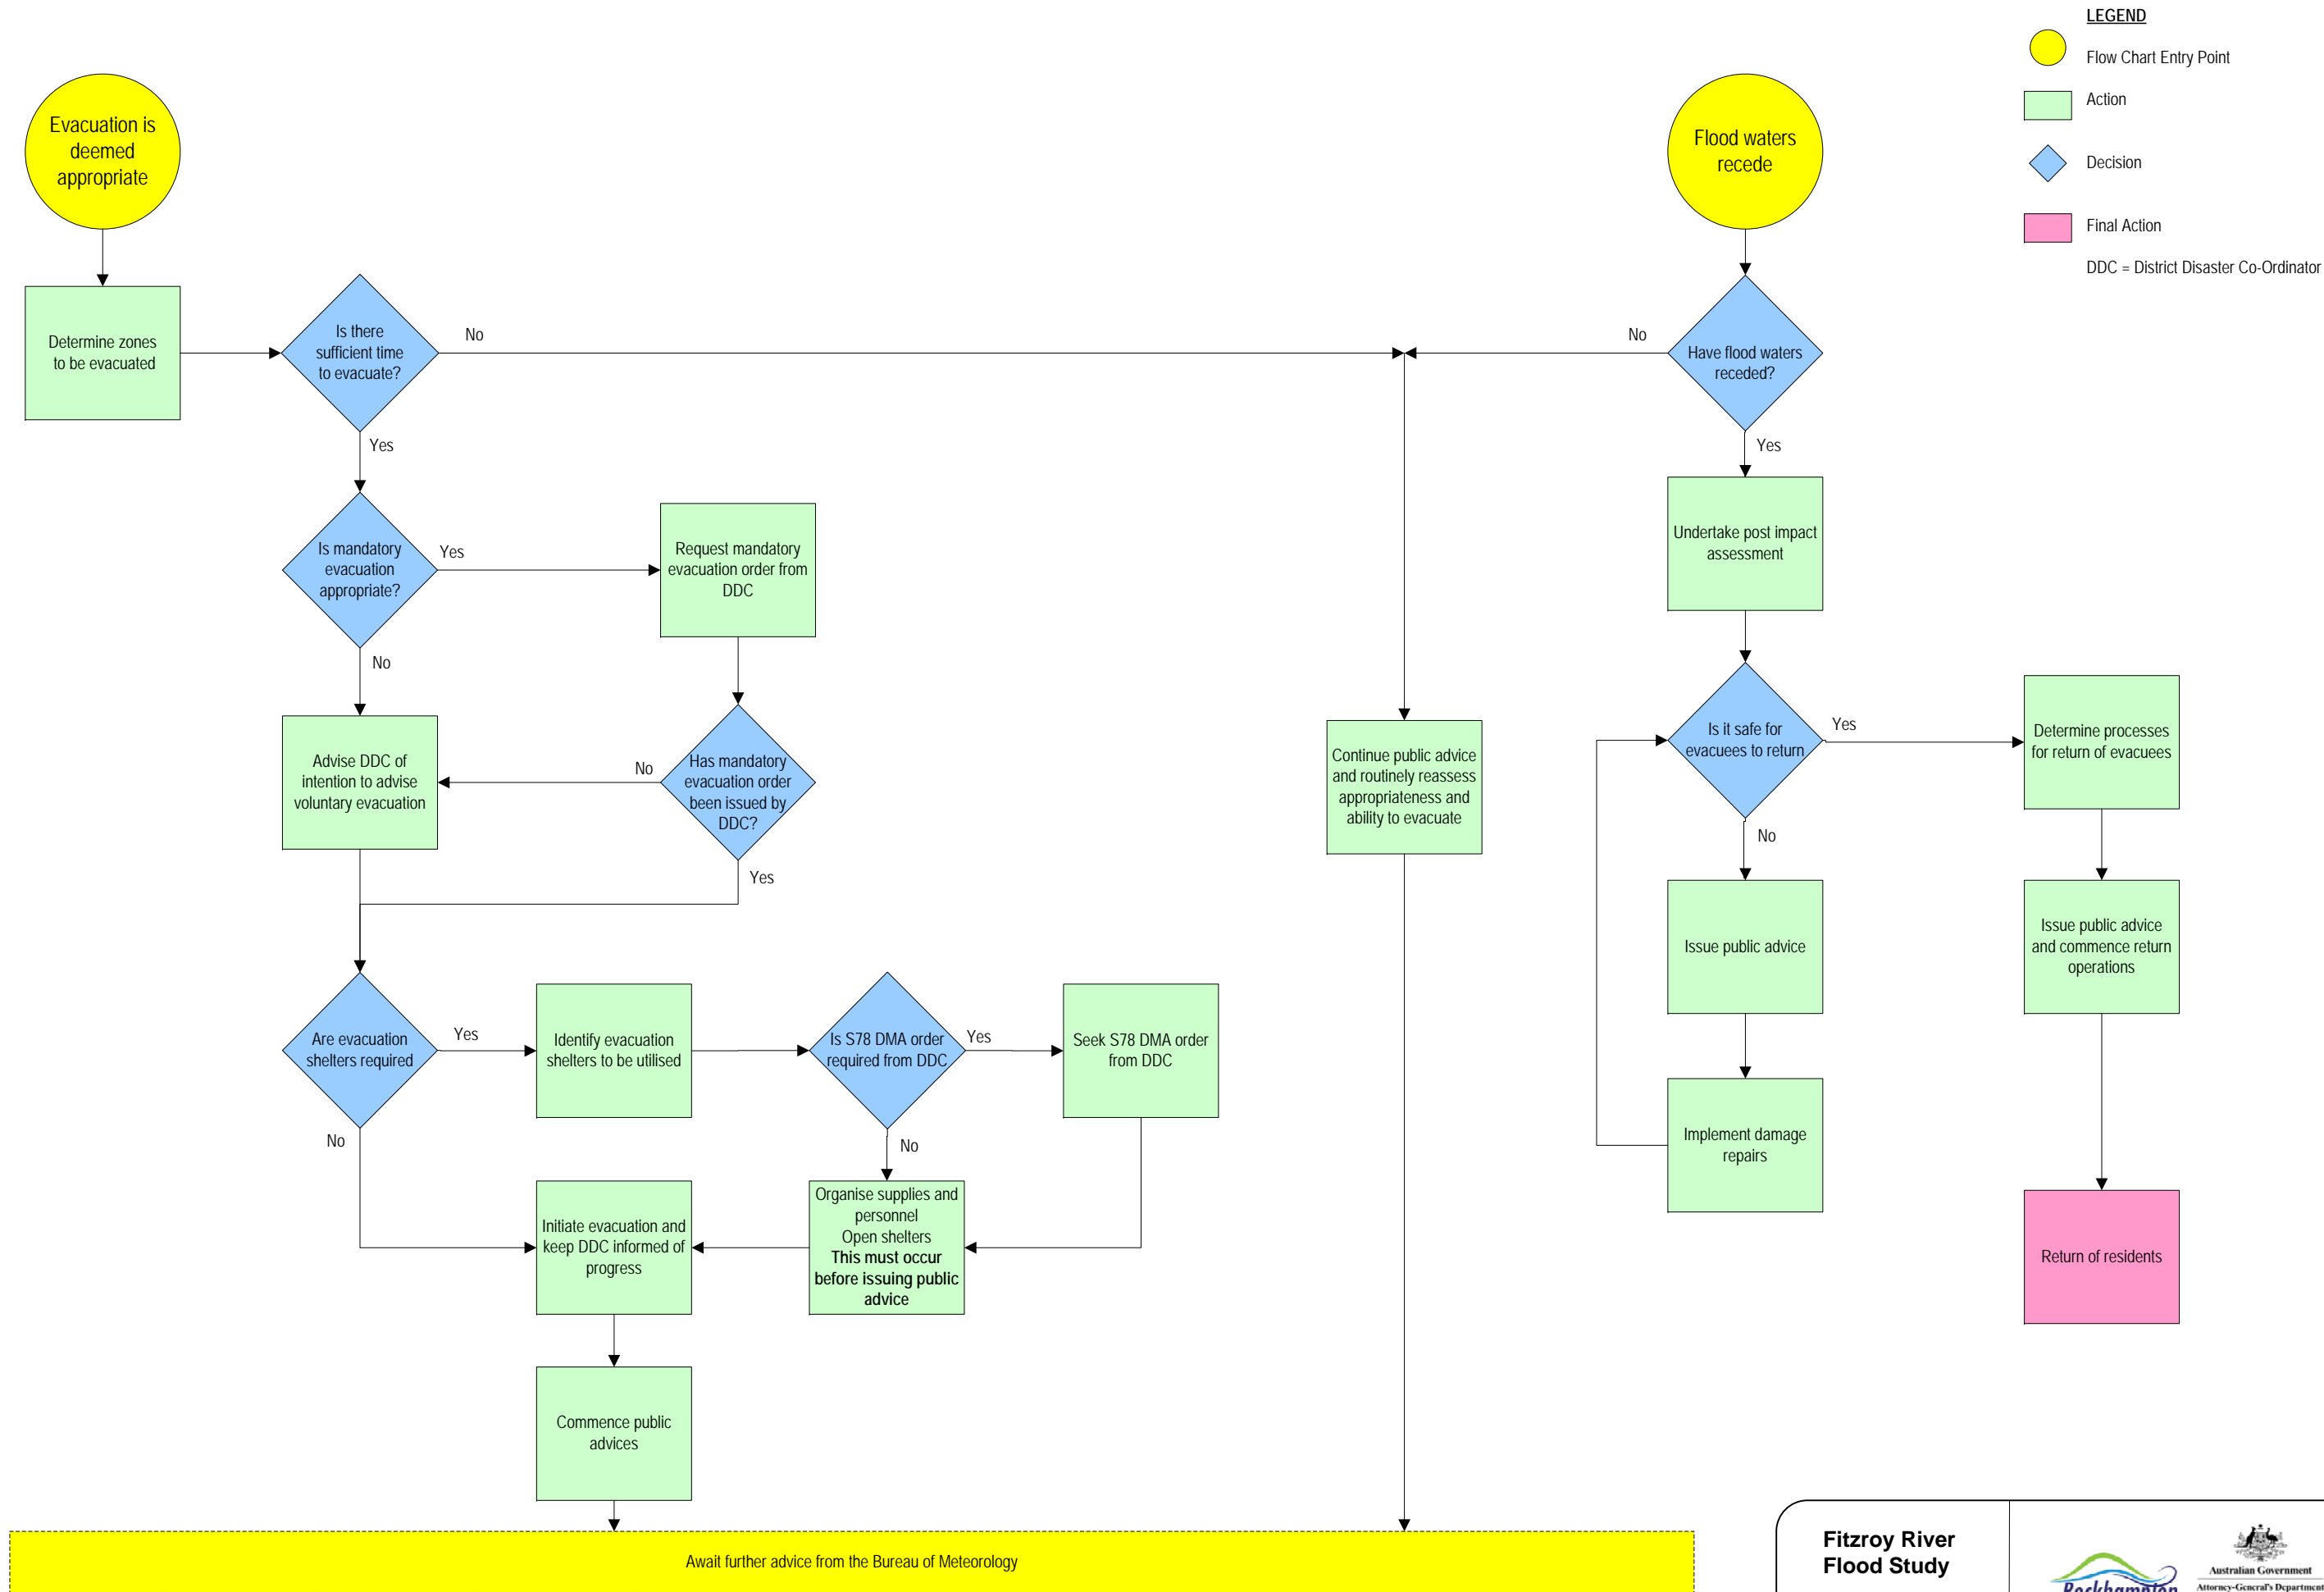 LEGEND
Flow Chart Entry Point
Action
Decision
Final Action
DDC = District Disaster Co-Ordinator
Evacuation is
deemed
appropriate
Flood waters
recede
Determine zones
to be evacuated
Is there
sufficient time
to evacuate?
No
Yes
No
Have flood waters
receded?
Yes
Is mandatory
evacuation
appropriate?
Yes
No
Request mandatory
evacuation order from
DDC
Undertake post impact
assessment
Advise DDC of
intention to advise
voluntary evacuation
No
Has mandatory
evacuation order
been issued by
DDC?
Yes
Continue public advice
and routinely reassess
appropriateness and
ability to evacuate
Is it safe for
evacuees to return
Yes
No
Determine processes
for return of evacuees
Issue public advice
Issue public advice
and commence return
operations
Are evacuation
shelters required
Yes
No
Identify evacuation
shelters to be utilised
Is S78 DMA order
required from DDC
Yes
No
Seek S78 DMA order
from DDC
Implement damage
repairs
Initiate evacuation and
keep DDC informed of
progress
Organise supplies and
personnel
Open shelters
This must occur
before issuing public
advice
Return of residents
Commence public
advices
Await further advice from the Bureau of Meteorology
Fitzroy River
Flood Study
Rockhampton
Australian Government
Attorney-General's Department